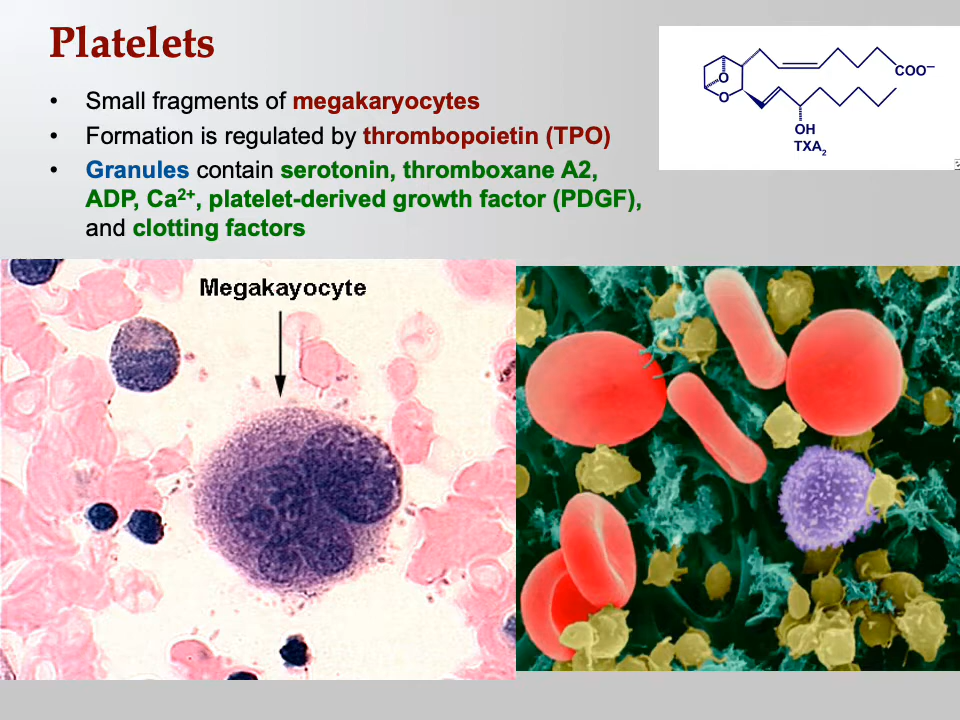 Platelets
• Small fragments of megakaryocytes
• Formation is regulated by thrombopoietin (TPO)
• Granules contain serotonin, thromboxane A2,
ADP, Ca²⁺, platelet-derived growth factor (PDGF),
and clotting factors
COO⁻
O
O
OH
TXA₂
Megakayocyte